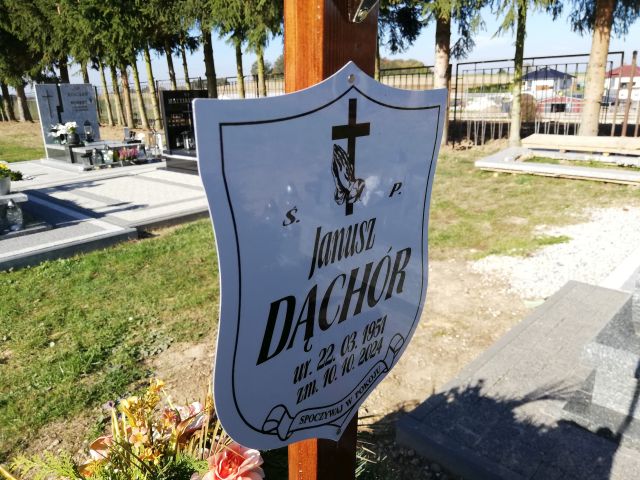 Ś. P.
Janusz
DĄCHÓR
ur. 22. 03. 1951
zm. 10. 10. 2024
SPOCZYWAJ W POKOJU